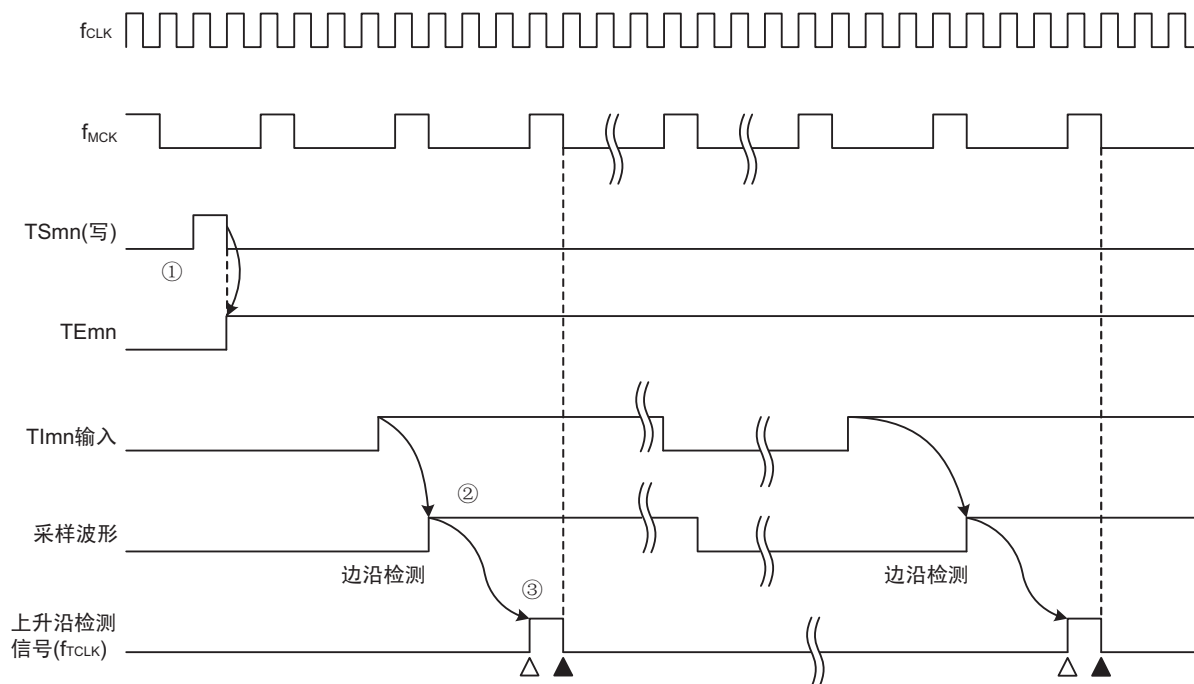 fCLK
fMCK
TSmn(写)
①
TEmn
TImn输入
②
采样波形
边沿检测 边沿检测
③
上升沿检测
信号(fTCLK)